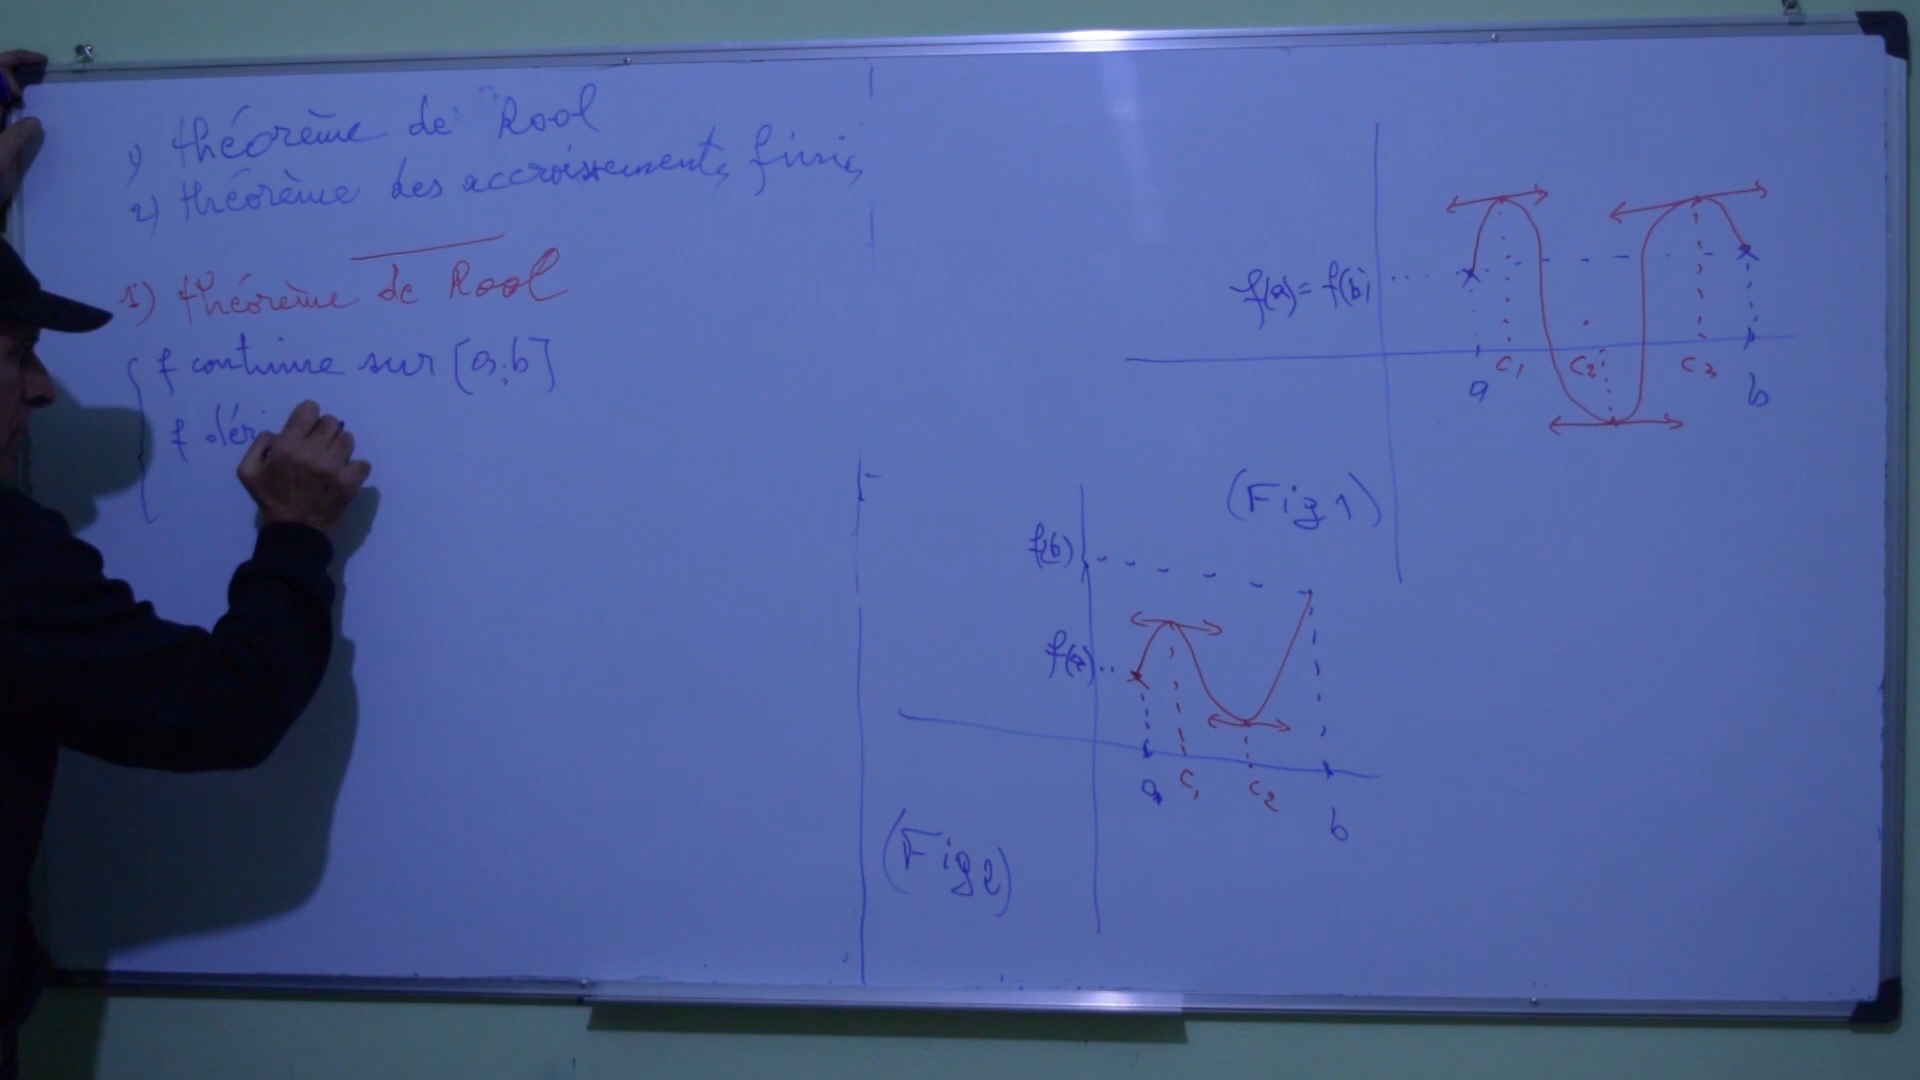 1) théorème de Rool
2) théorème des accroissements finis
1) théorème de Rool
f continue sur [a;b]
f déri
f(a) = f(b)
c1 c2 c3
a b
(Fig 1)
f(b)
f(a)
a c1 c2 b
(Fig 2)